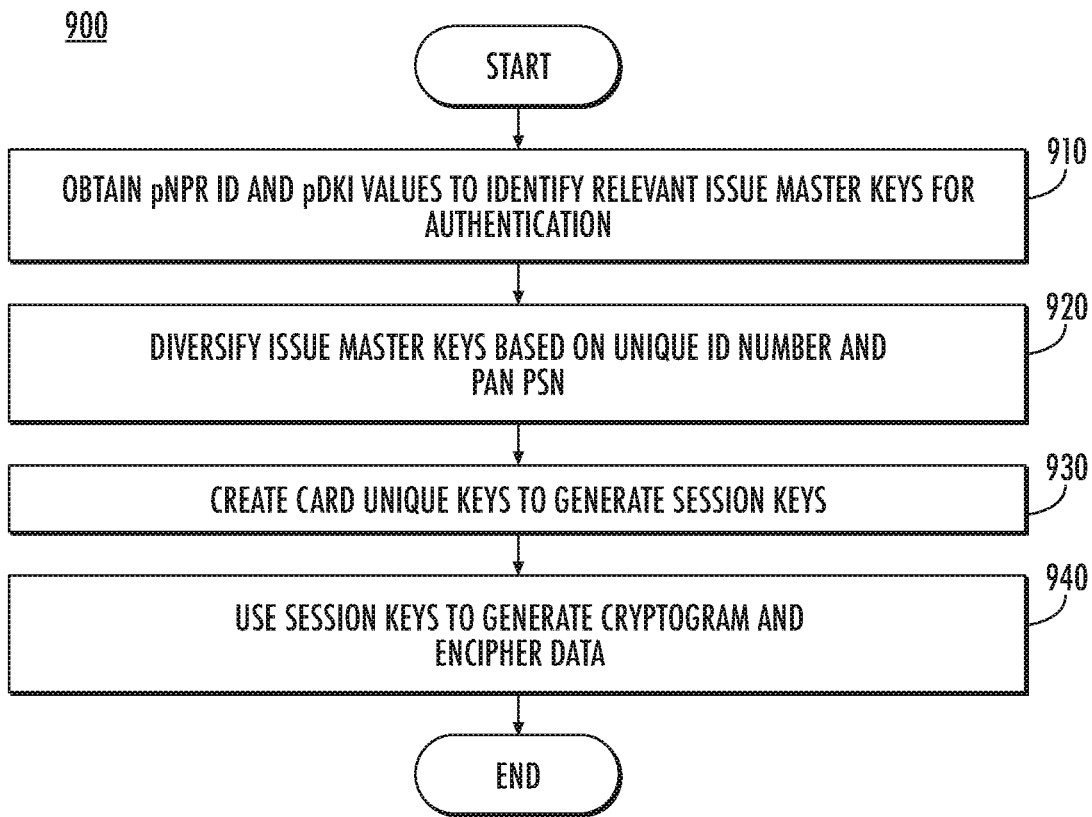 900
START
910
OBTAIN pNPR ID AND pDKI VALUES TO IDENTIFY RELEVANT ISSUE MASTER KEYS FOR
AUTHENTICATION
920
DIVERSIFY ISSUE MASTER KEYS BASED ON UNIQUE ID NUMBER AND
PAN PSN
930
CREATE CARD UNIQUE KEYS TO GENERATE SESSION KEYS
940
USE SESSION KEYS TO GENERATE CRYPTOGRAM AND
ENCIPHER DATA
END